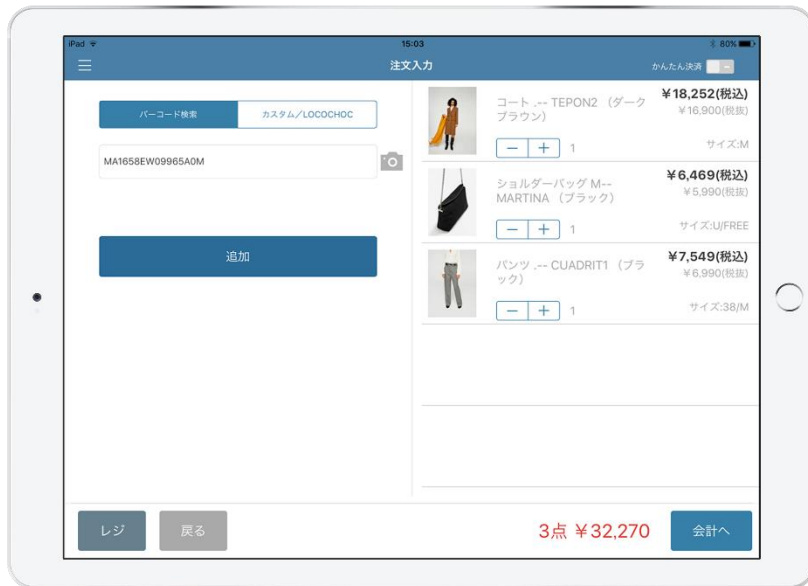 iPad
15:03
80%
注文入力
かんたん決済
バーコード検索
カスタム／LOCOCHOC
MA1658EW09965A0M
追加
コート .-- TEPON2 （ダーク
ブラウン）
¥18,252(税込)
¥16,900(税抜)
1
サイズ:M
ショルダーバッグ M--
MARTINA （ブラック）
¥6,469(税込)
¥5,990(税抜)
1
サイズ:U/FREE
パンツ .-- CUADRIT1 （ブラ
ック）
¥7,549(税込)
¥6,990(税抜)
1
サイズ:38/M
レジ
戻る
3点 ¥32,270
会計へ